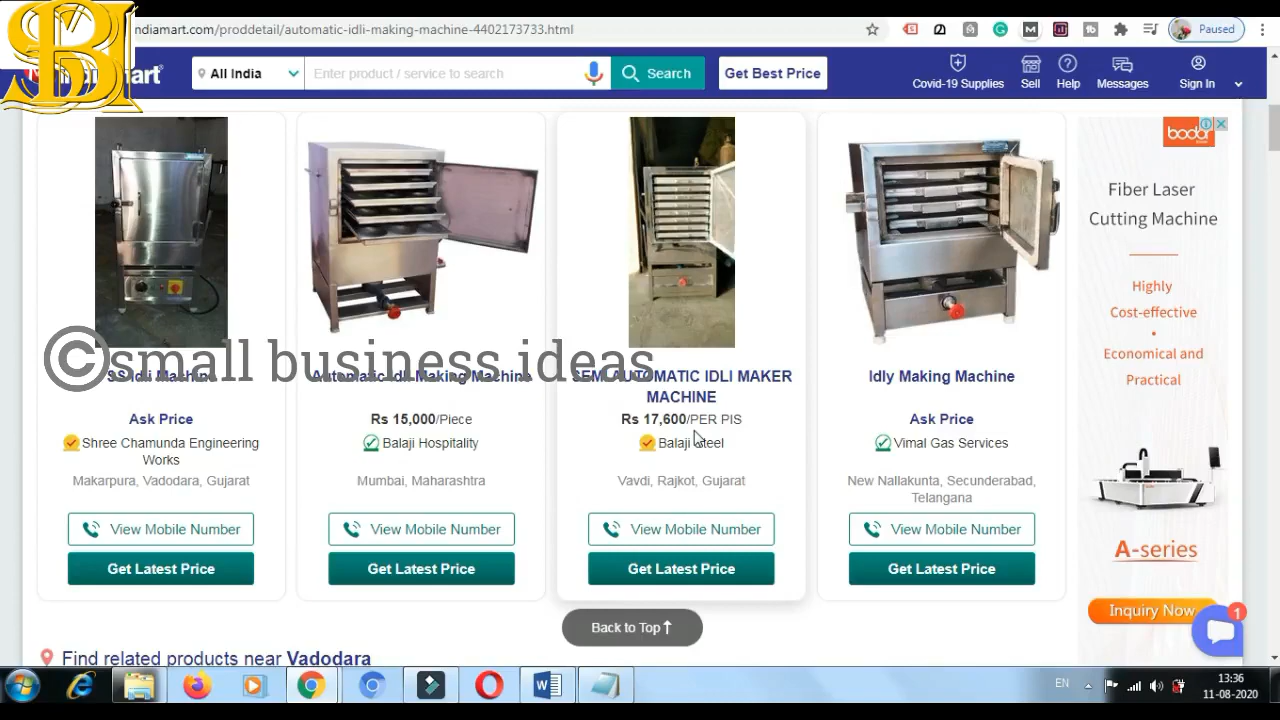 SBI
ndiamart.com/proddetail/automatic-idli-making-machine-4402173733.html
Paused
All India
Enter product / service to search
Search
Get Best Price
Covid-19 Supplies
Sell
Help
Messages
Sign In
©small business ideas
SS Idli Machine
Ask Price
Shree Chamunda Engineering
Works
Makarpura, Vadodara, Gujarat
View Mobile Number
Get Latest Price
Automatic Idli Making Machine
Rs 15,000/Piece
Balaji Hospitality
Mumbai, Maharashtra
View Mobile Number
Get Latest Price
SEMI AUTOMATIC IDLI MAKER
MACHINE
Rs 17,600/PER PIS
Balaji Steel
Vavdi, Rajkot, Gujarat
View Mobile Number
Get Latest Price
Idly Making Machine
Ask Price
Vimal Gas Services
New Nallakunta, Secunderabad,
Telangana
View Mobile Number
Get Latest Price
bodor
Fiber Laser
Cutting Machine
Highly
Cost-effective
•
Economical and
Practical
A-series
Inquiry Now
1
Back to Top
Find related products near Vadodara
EN
13:36
11-08-2020